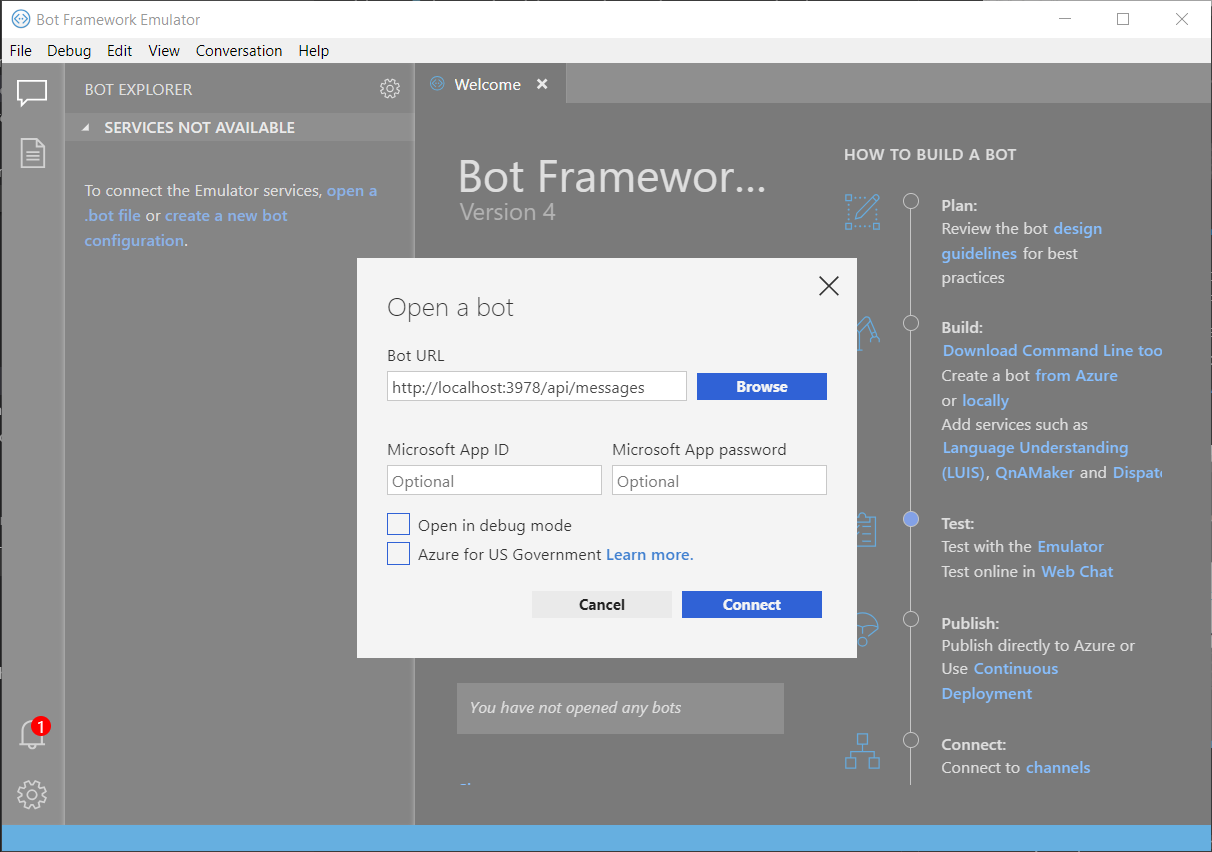 Bot Framework Emulator
File Debug Edit View Conversation Help
BOT EXPLORER
SERVICES NOT AVAILABLE
To connect the Emulator services, open a
.bot file or create a new bot
configuration.
Welcome
Bot Framewor...
Version 4
Open a bot
Bot URL
http://localhost:3978/api/messages
Browse
Microsoft App ID
Microsoft App password
Optional
Optional
Open in debug mode
Azure for US Government Learn more.
Cancel
Connect
You have not opened any bots
HOW TO BUILD A BOT
Plan:
Review the bot design
guidelines for best
practices
Build:
Download Command Line too
Create a bot from Azure
or locally
Add services such as
Language Understanding
(LUIS), QnAMaker and Dispat
Test:
Test with the Emulator
Test online in Web Chat
Publish:
Publish directly to Azure or
Use Continuous
Deployment
Connect:
Connect to channels
1